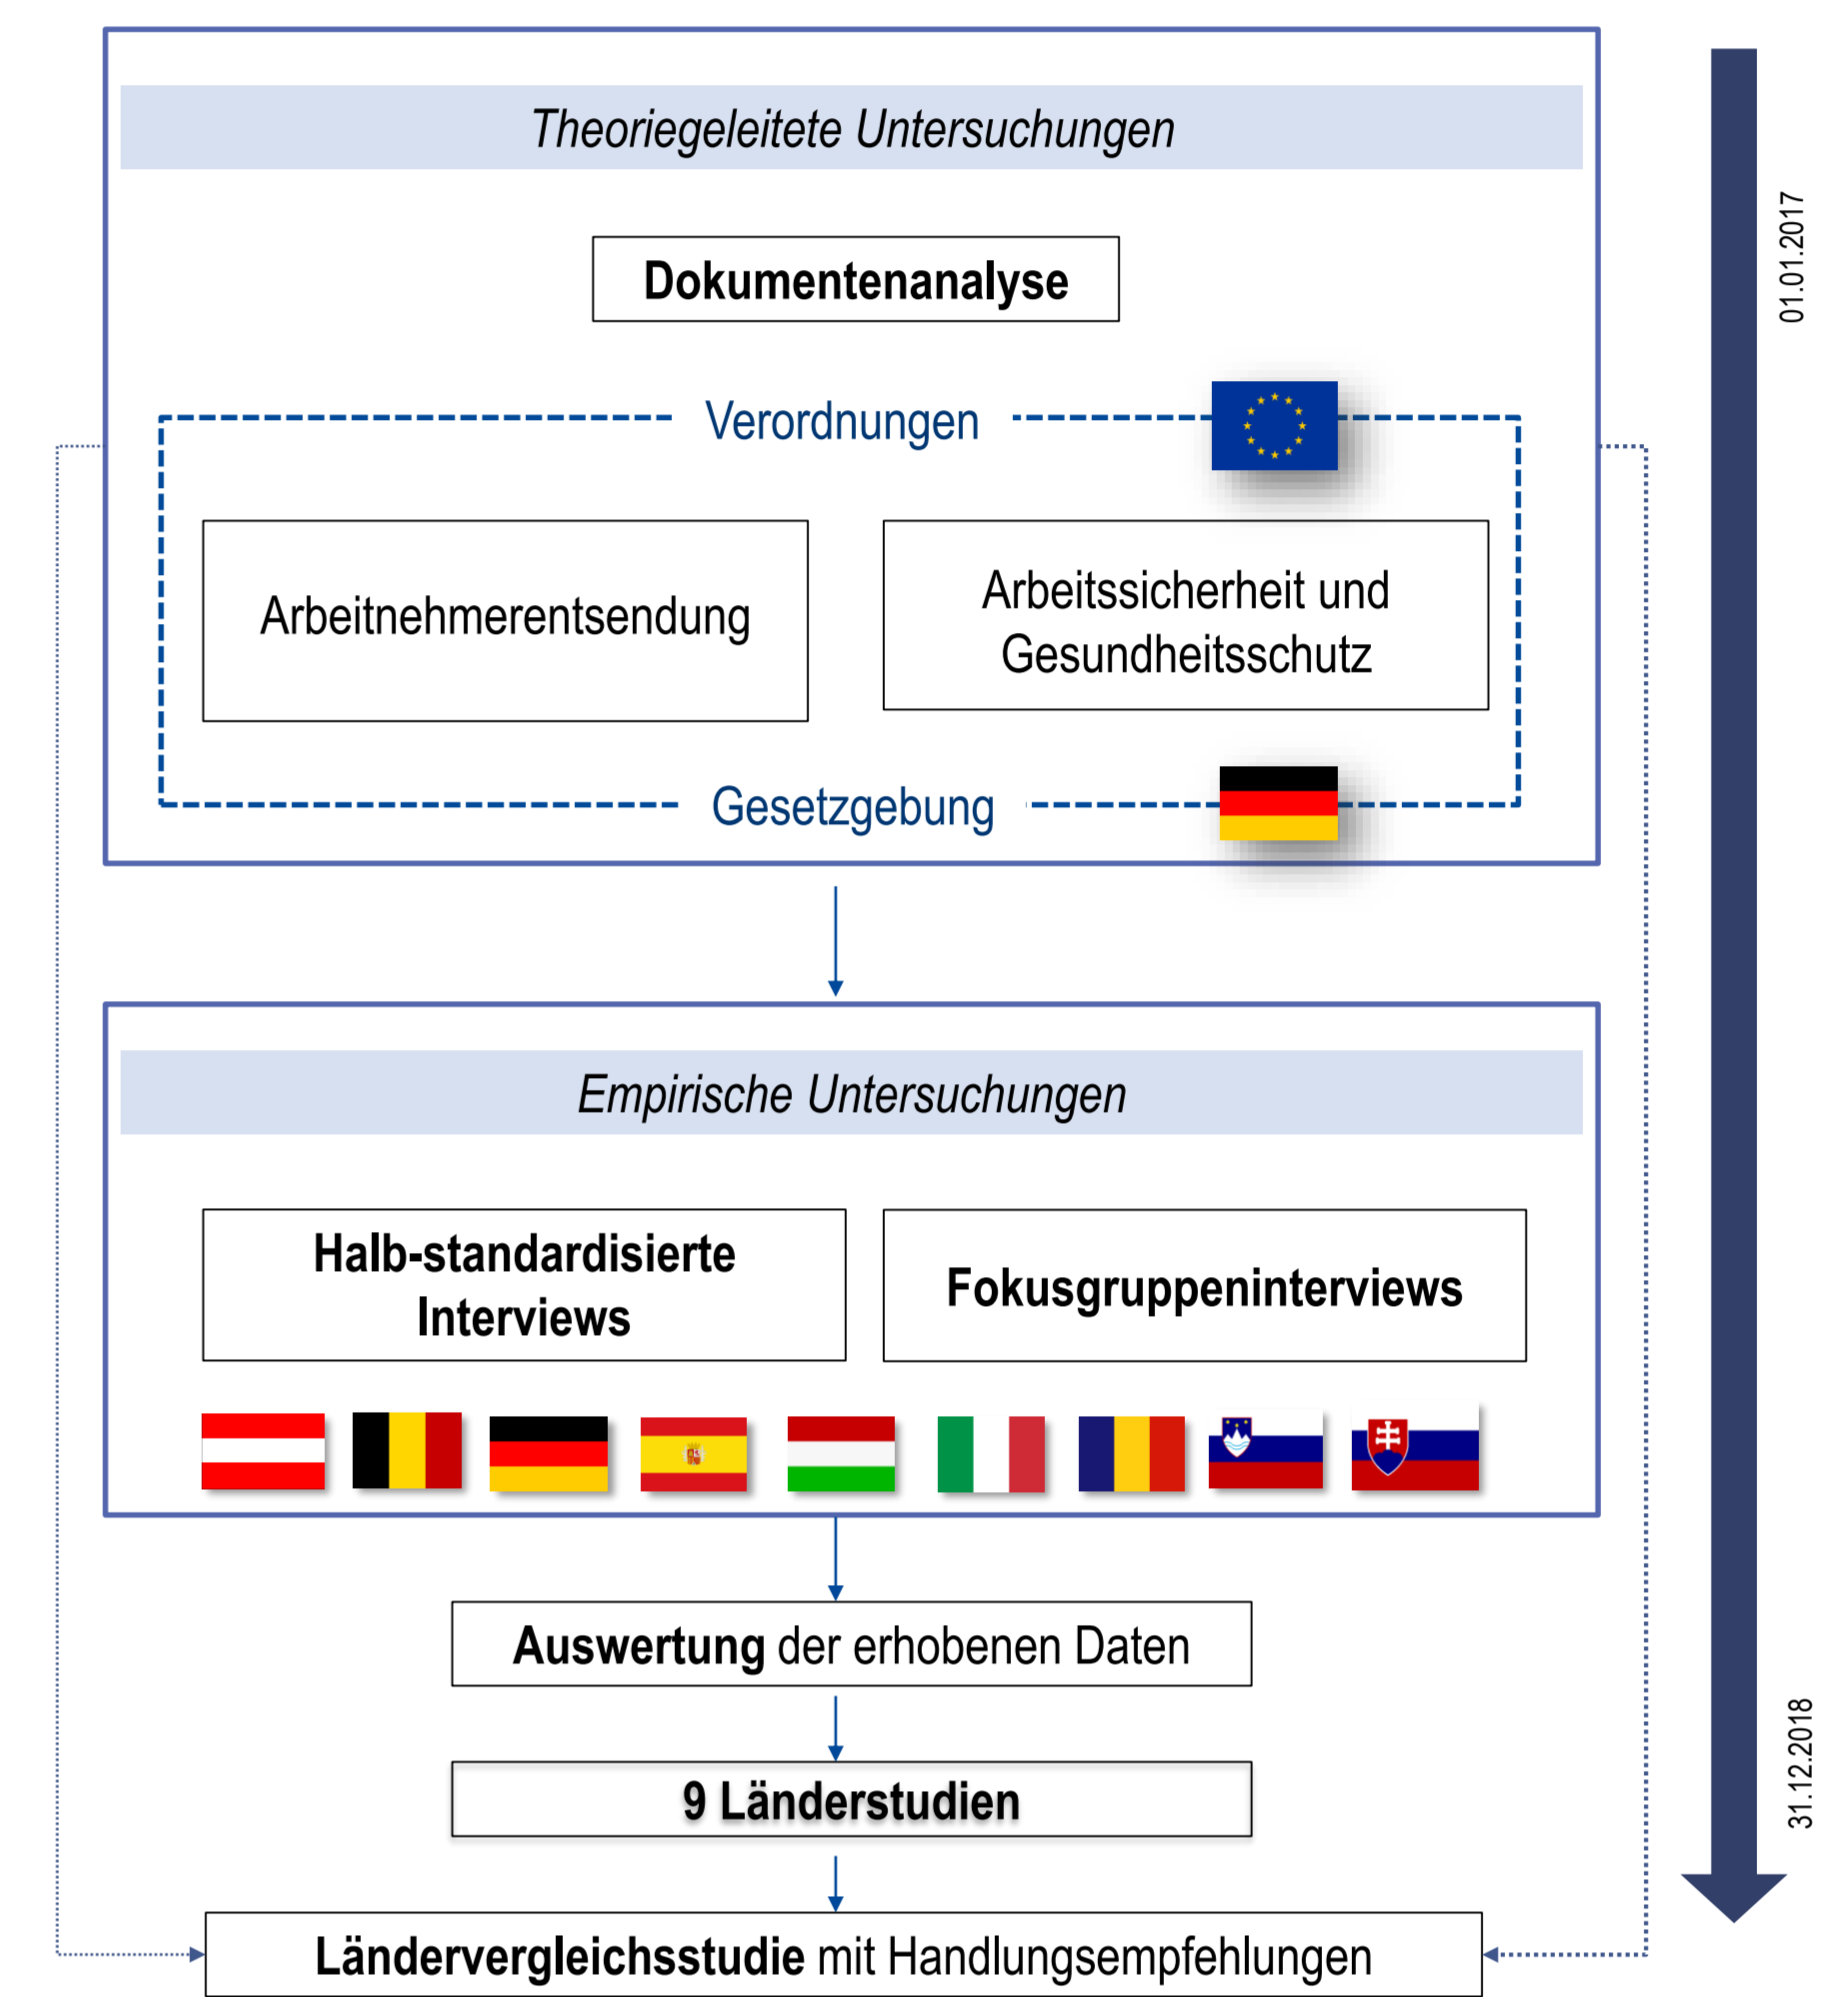 Theoriegeleitete Untersuchungen
01.01.2017
Dokumentenanalyse
Verordnungen
Arbeitnehmerentsendung
Arbeitssicherheit und
Gesundheitsschutz
Gesetzgebung
Empirische Untersuchungen
Halb-standardisierte
Interviews
Fokusgruppeninterviews
Auswertung der erhobenen Daten
9 Länderstudien
31.12.2018
Ländervergleichsstudie mit Handlungsempfehlungen